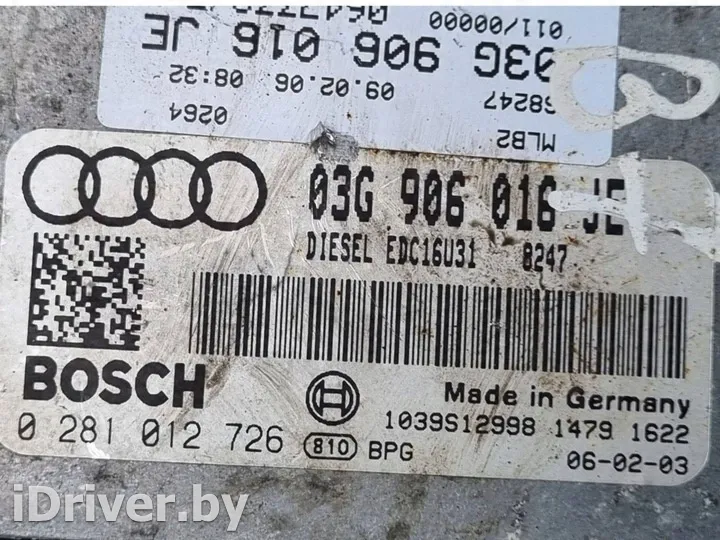 011/00000
03G 906 016 JE
09.02.06 08:32
68247
0264
MLB2
03G 906 016 JE
DIESEL EDC16U31 8247
BOSCH
Made in Germany
0 281 012 726
810 BPG
1039S12998 1479 1622
06-02-03
iDriver.by